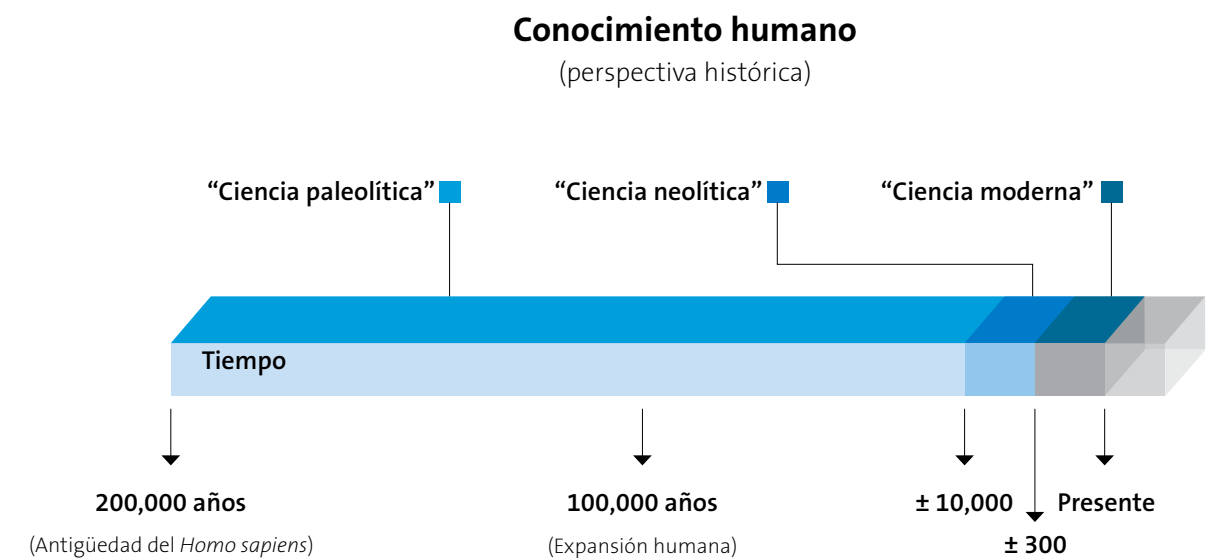 Conocimiento humano
(perspectiva histórica)
“Ciencia paleolítica”
“Ciencia neolítica”
“Ciencia moderna”
Tiempo
200,000 años
(Antigüedad del Homo sapiens)
100,000 años
(Expansión humana)
± 10,000
± 300
Presente